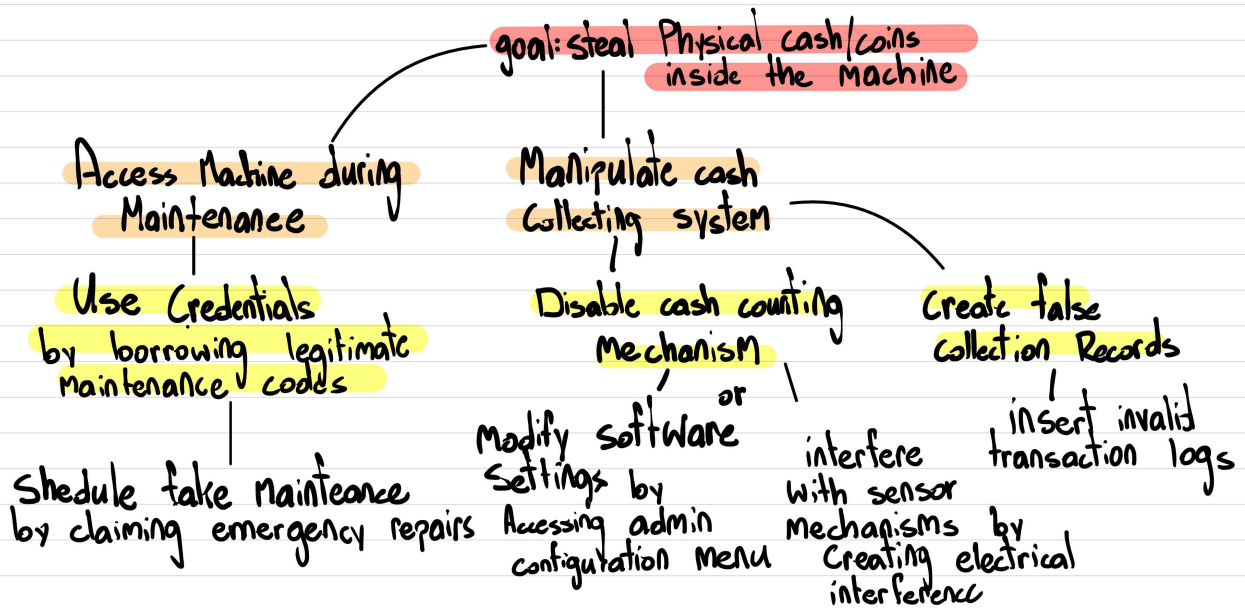 goal: steal Physical cash/coins
inside the Machine
Access Machine during
Maintenance
Manipulate cash
Collecting system
Use Credentials
by borrowing legitimate
Maintenance codes
Disable cash counting
Mechanism
Create false
Collection Records
or
Shedule fake Mainteance
by claiming emergency repairs
Modify software
Settings by
Accessing admin
configutation Menu
interfere
with sensor
Mechanisms by
Creating electrical
interference
insert invalid
transaction logs